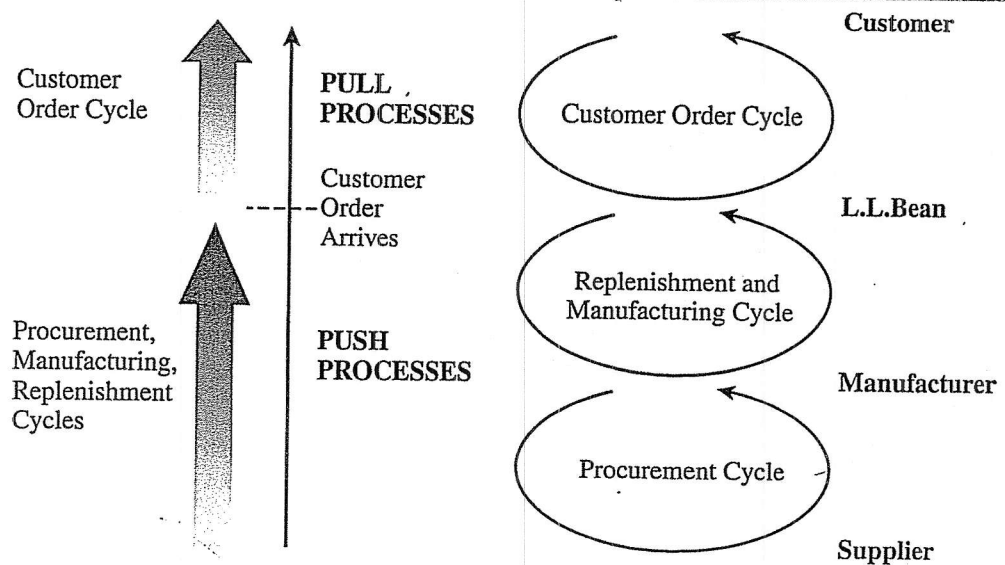 Customer
Order Cycle
PULL
PROCESSES
Customer
Order
Arrives
Procurement,
Manufacturing,
Replenishment
Cycles
PUSH
PROCESSES
Customer
Customer Order Cycle
L.L.Bean
Replenishment and
Manufacturing Cycle
Manufacturer
Procurement Cycle
Supplier